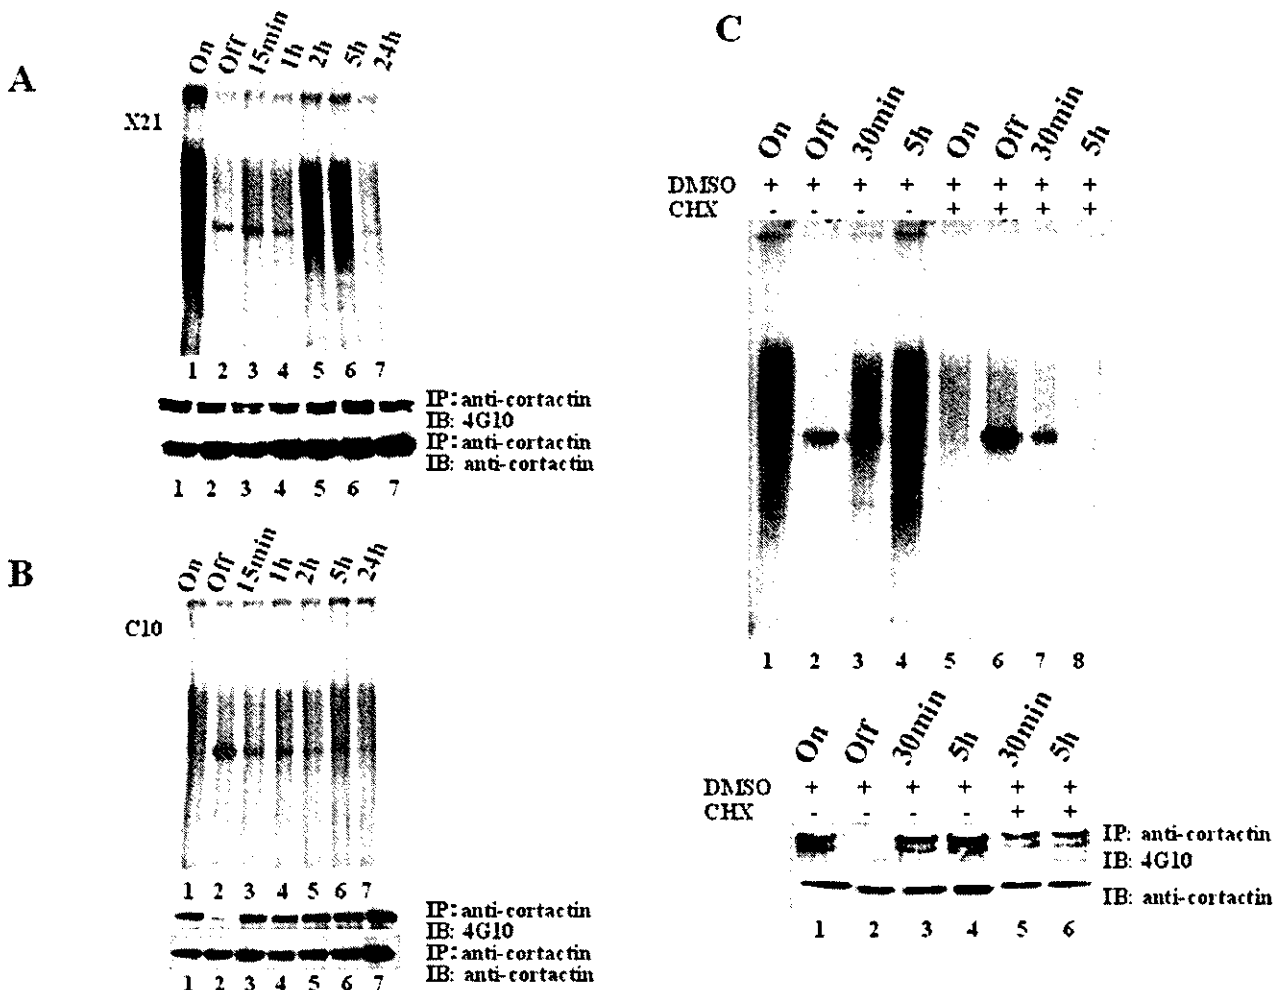 A
On Off 15min 1h 2h 5h 24h
X21
1 2 3 4 5 6 7
IP: anti-cortactin
IB: 4G10
IP: anti-cortactin
IB: anti-cortactin
1 2 3 4 5 6 7
B
On Off 15min 1h 2h 5h 24h
C10
1 2 3 4 5 6 7
IP: anti-cortactin
IB: 4G10
IP: anti-cortactin
IB: anti-cortactin
1 2 3 4 5 6 7
C
On Off 30min 5h On Off 30min 5h
DMSO + + + + + + + +
CHX - - - - + + + +
1 2 3 4 5 6 7 8
On Off 30min 5h 30min 5h
DMSO + + + + + +
CHX - - - - + +
IP: anti-cortactin
IB: 4G10
IB: anti-cortactin
1 2 3 4 5 6